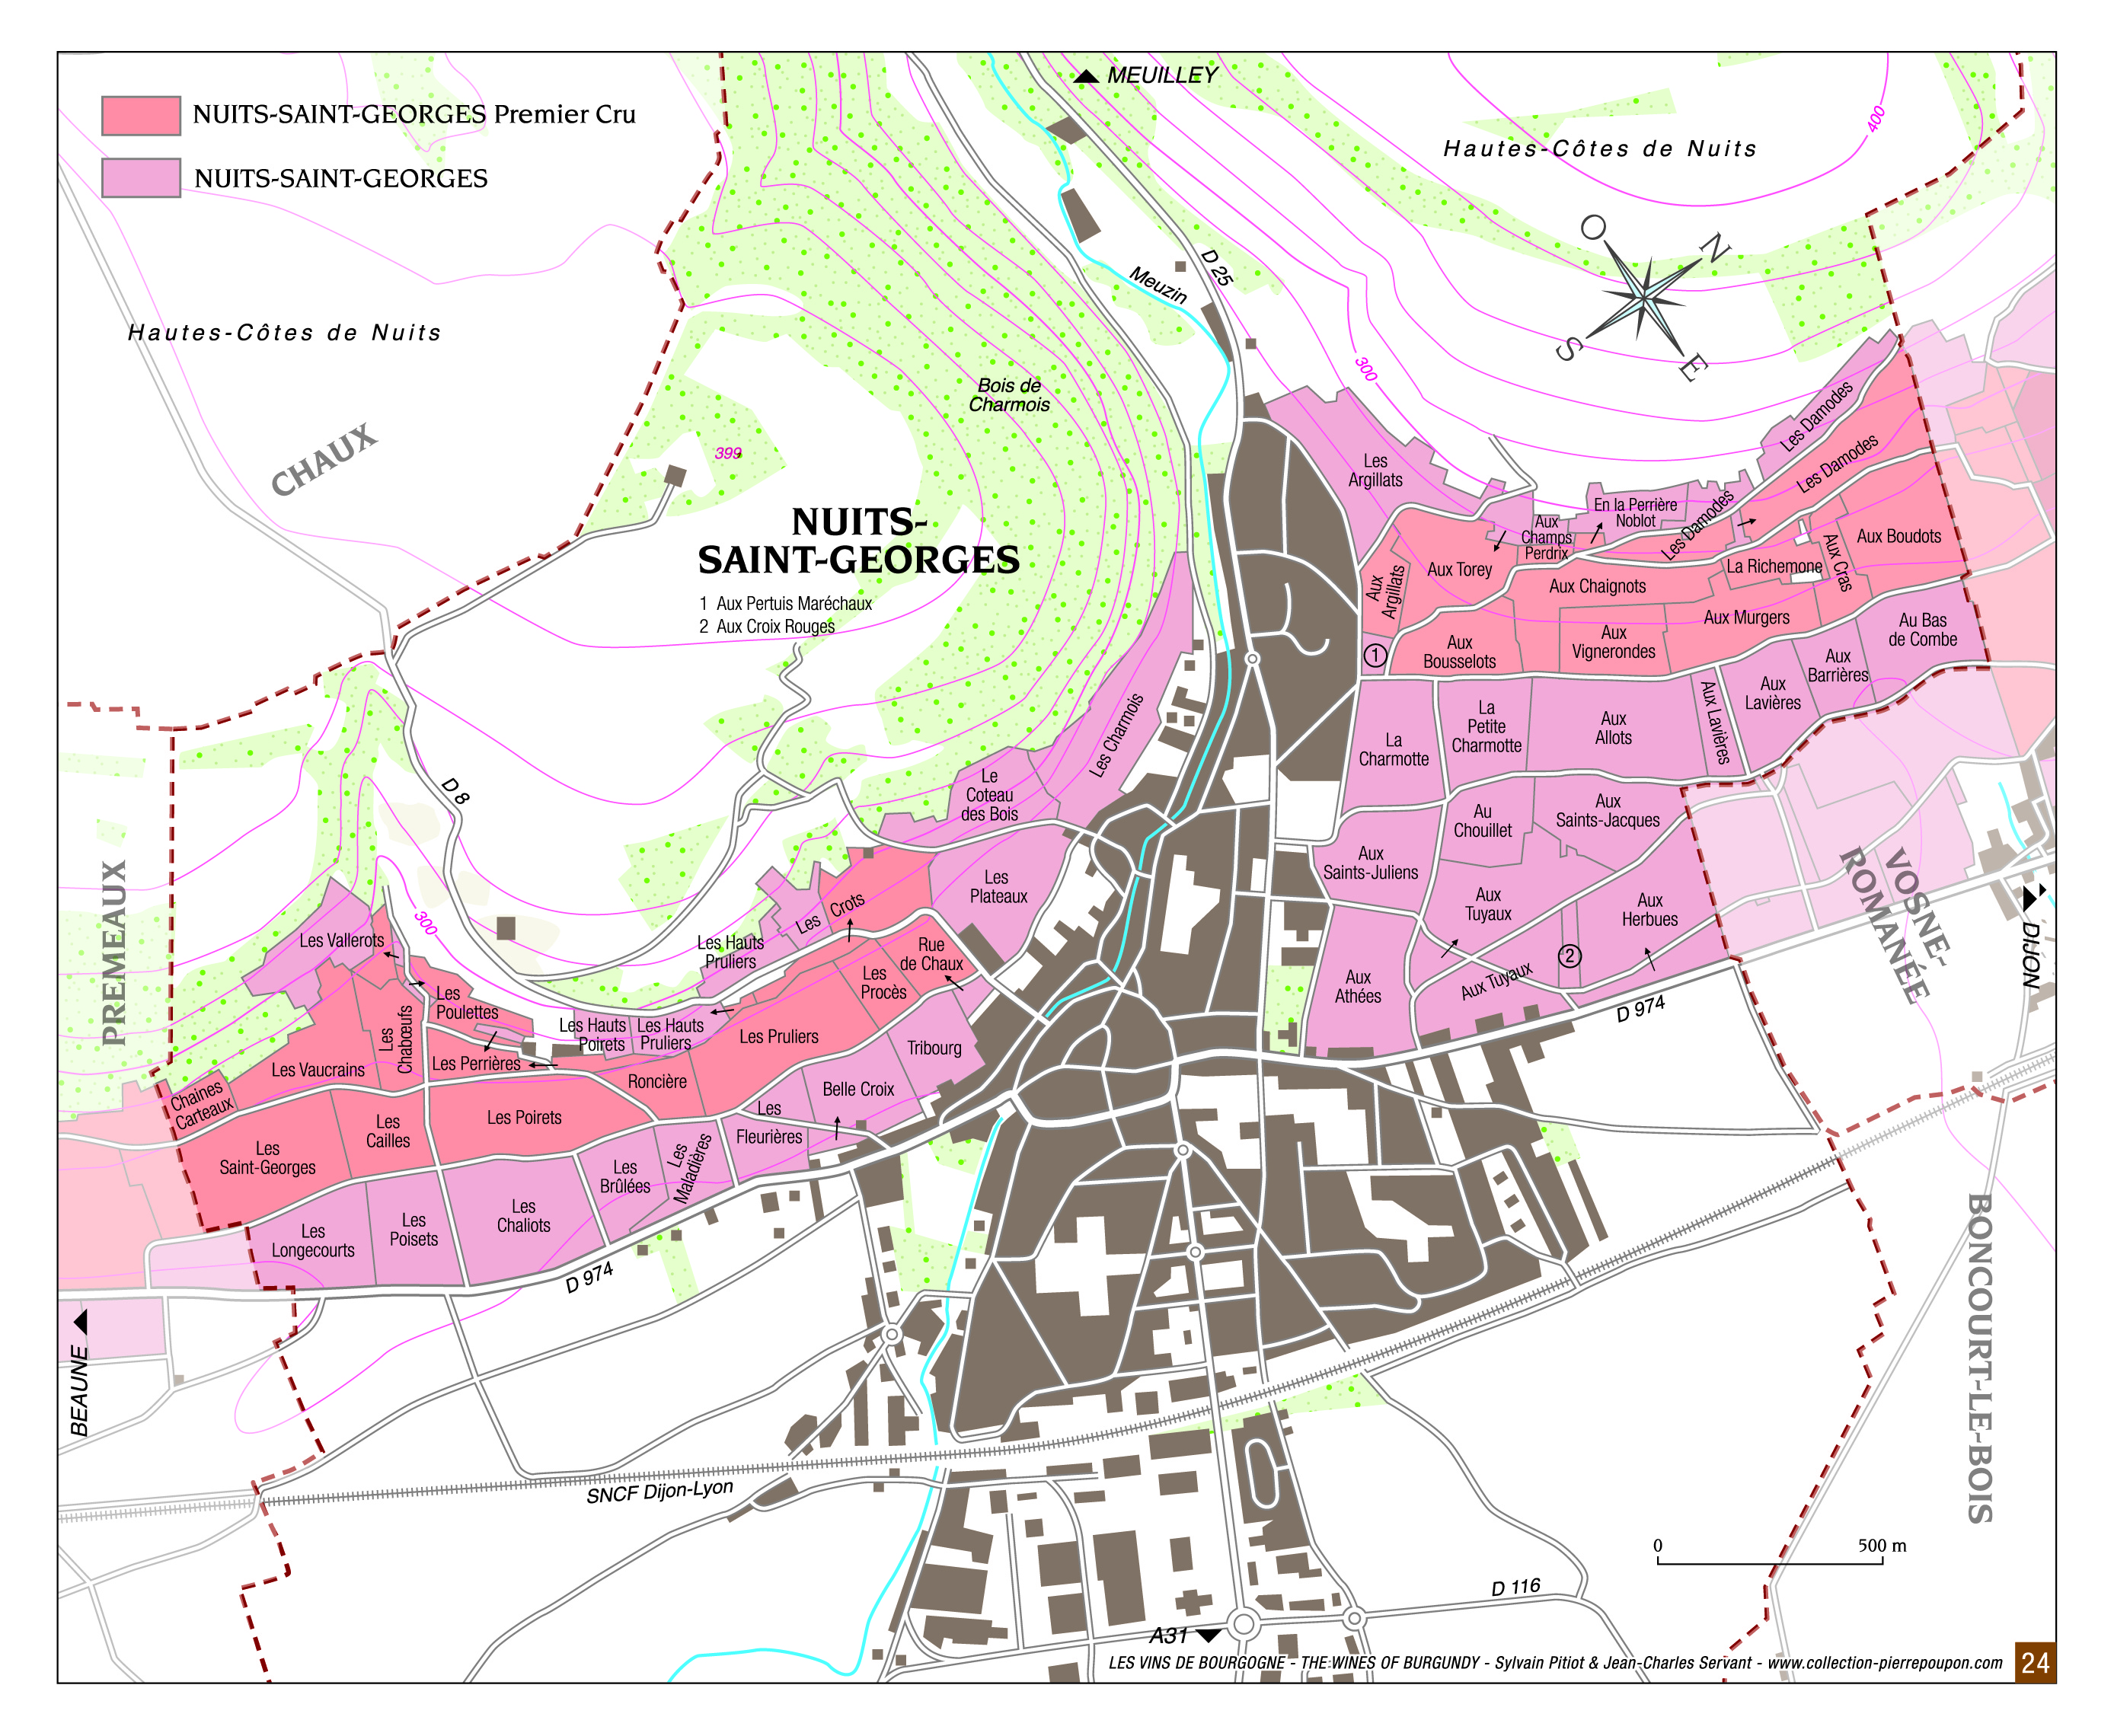 MEUILLEY
NUITS-SAINT-GEORGES Premier Cru
NUITS-SAINT-GEORGES
Hautes-Côtes de Nuits
400
O
N
S
E
D 25
Meuzin
Hautes-Côtes de Nuits
300
Bois de
Charmois
CHAUX
399
NUITS-
SAINT-GEORGES
1 Aux Pertuis Maréchaux
2 Aux Croix Rouges
Les
Argillats
Les Damodes
Les Damodes
En la Perrière
Noblot
Les Damodes
Aux
Champs
Perdrix
Aux Boudots
Aux Cras
La Richemone
Aux Torey
Aux
Argillats
Aux Chaignots
Aux Murgers
Aux
Vignerondes
Aux
Bousselots
1
Au Bas
de Combe
Aux
Barrières
Aux
Lavières
Aux Lavières
Aux
Allots
La
Petite
Charmotte
La
Charmotte
Les Charmois
Le
Coteau
des Bois
D 8
Au
Chouillet
Aux
Saints-Jacques
Aux
Saints-Juliens
Aux
Tuyaux
Aux
Herbues
2
Aux Tuyaux
Aux
Athées
D 974
VOSNE-
ROMANÉE
DIJON
PREMEAUX
300
Les
Plateaux
Les Crots
Les Hauts
Pruliers
Rue
de Chaux
Les
Procès
Les Vallerots
Les
Poulettes
Les
Chabœufs
Les Hauts
Poirets
Les Hauts
Pruliers
Les Pruliers
Tribourg
Les Vaucrains
Les Perrières
Roncière
Belle Croix
Chaines
Carteaux
Les
Cailles
Les Poirets
Les
Fleurières
Les
Saint-Georges
Les
Brûlées
Les
Maladières
Les
Longecourts
Les
Poisets
Les
Chaliots
D 974
BEAUNE
BONCOURT-LE-BOIS
SNCF Dijon-Lyon
0 500 m
D 116
A31
LES VINS DE BOURGOGNE - THE WINES OF BURGUNDY - Sylvain Pitiot & Jean-Charles Servant - www.collection-pierrepoupon.com
24